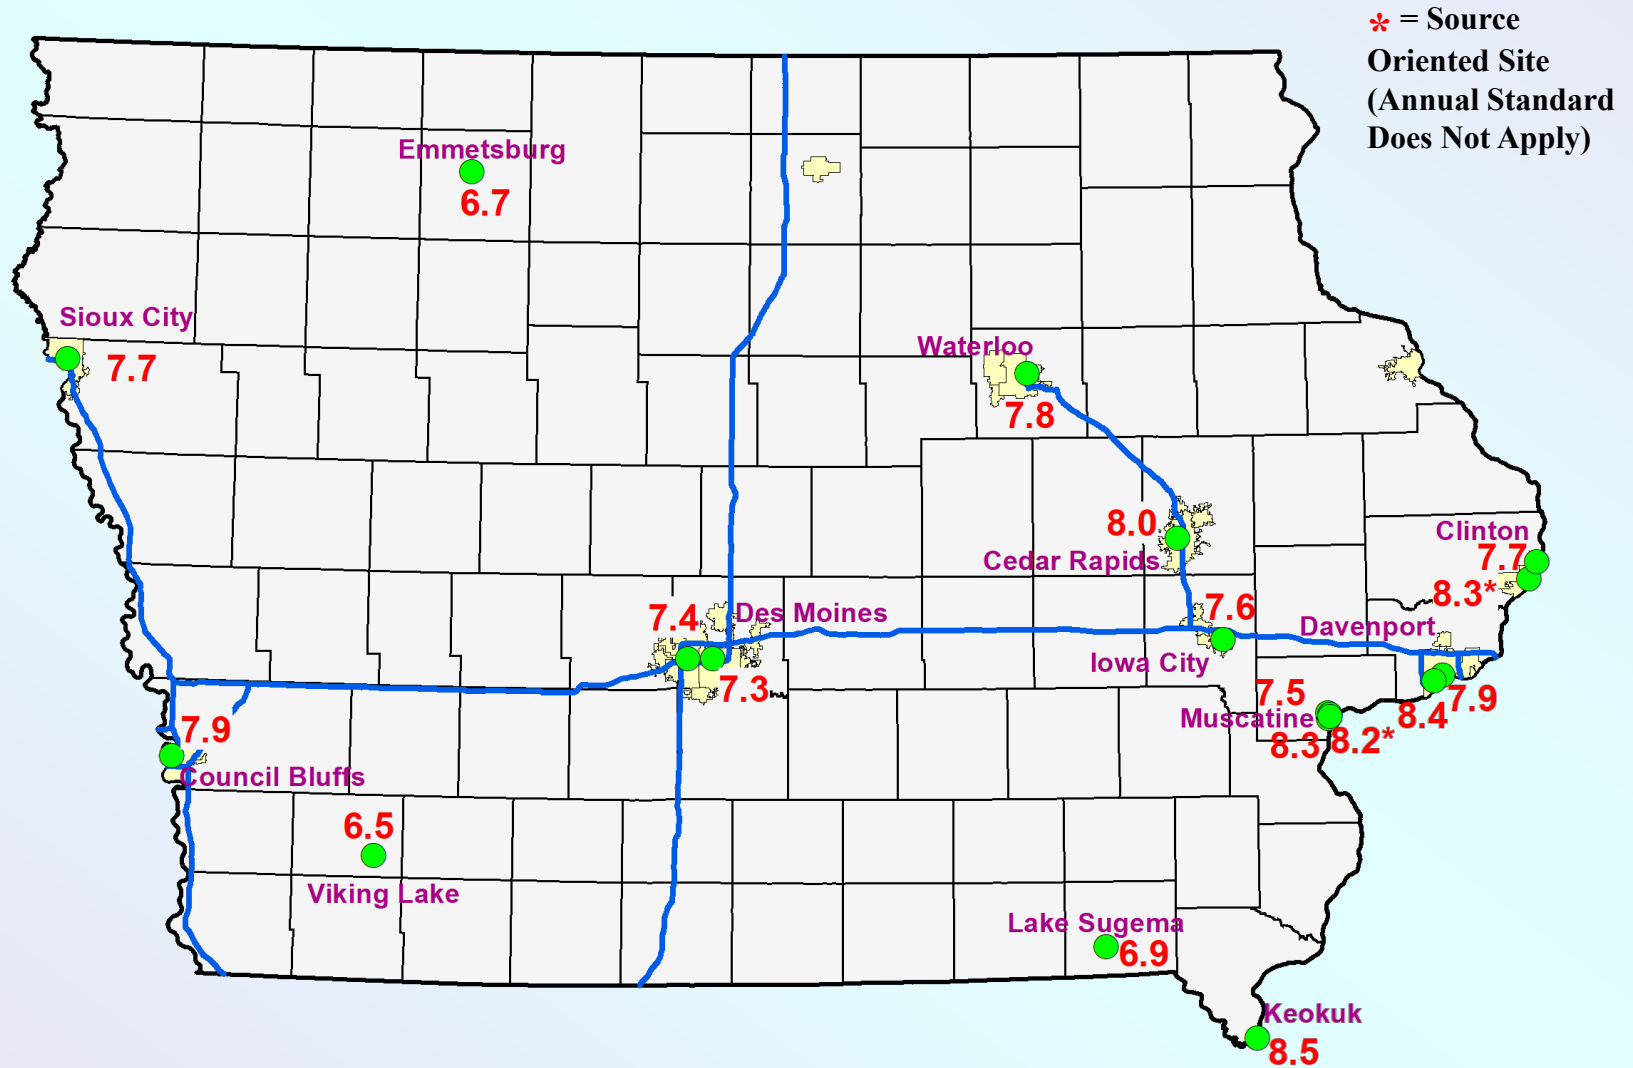 * = Source
Oriented Site
(Annual Standard
Does Not Apply)
Emmetsburg
6.7
Sioux City
7.7
Waterloo
7.8
8.0
Cedar Rapids
Clinton
7.7
8.3*
7.4
Des Moines
7.3
7.6
Iowa City
Davenport
7.9
8.4
7.5
Muscatine
8.3
8.2*
7.9
Council Bluffs
6.5
Viking Lake
Lake Sugema
6.9
Keokuk
8.5